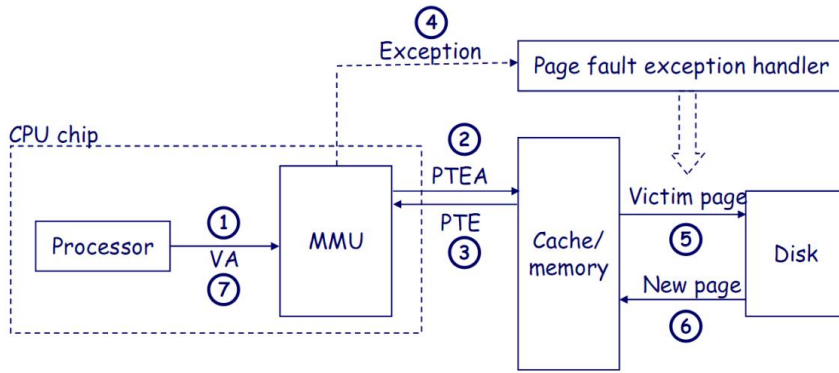 4
Exception
Page fault exception handler
CPU chip
2
PTEA
Victim page
1
Processor
VA
7
MMU
PTE
3
Cache/
memory
5
Disk
New page
6